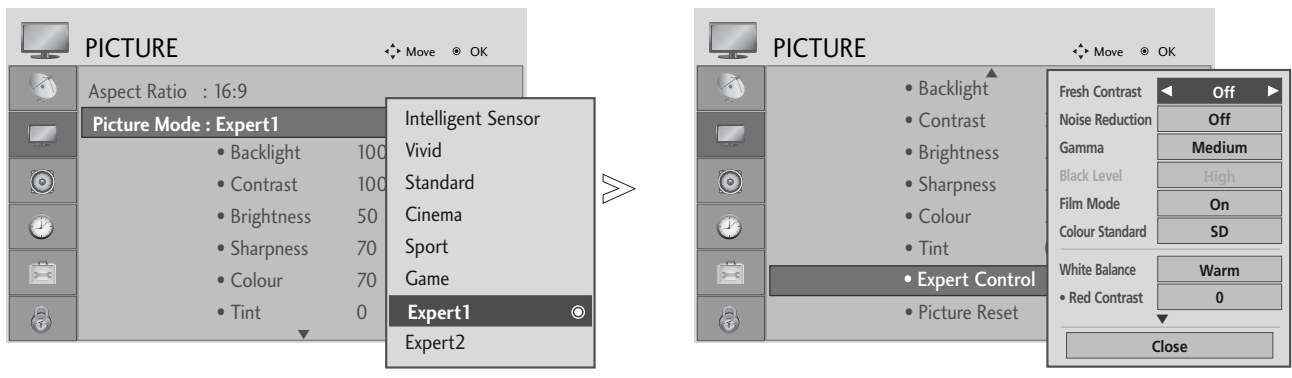 PICTURE
Move OK
Aspect Ratio : 16:9
Picture Mode : Expert1
• Backlight 100
• Contrast 100
• Brightness 50
• Sharpness 70
• Colour 70
• Tint 0
Intelligent Sensor
Vivid
Standard
Cinema
Sport
Game
Expert1
Expert2
PICTURE
Move OK
• Backlight
• Contrast
• Brightness
• Sharpness
• Colour
• Tint
• Expert Control
• Picture Reset
Fresh Contrast Off
Noise Reduction Off
Gamma Medium
Black Level High
Film Mode On
Colour Standard SD
White Balance Warm
• Red Contrast 0
Close